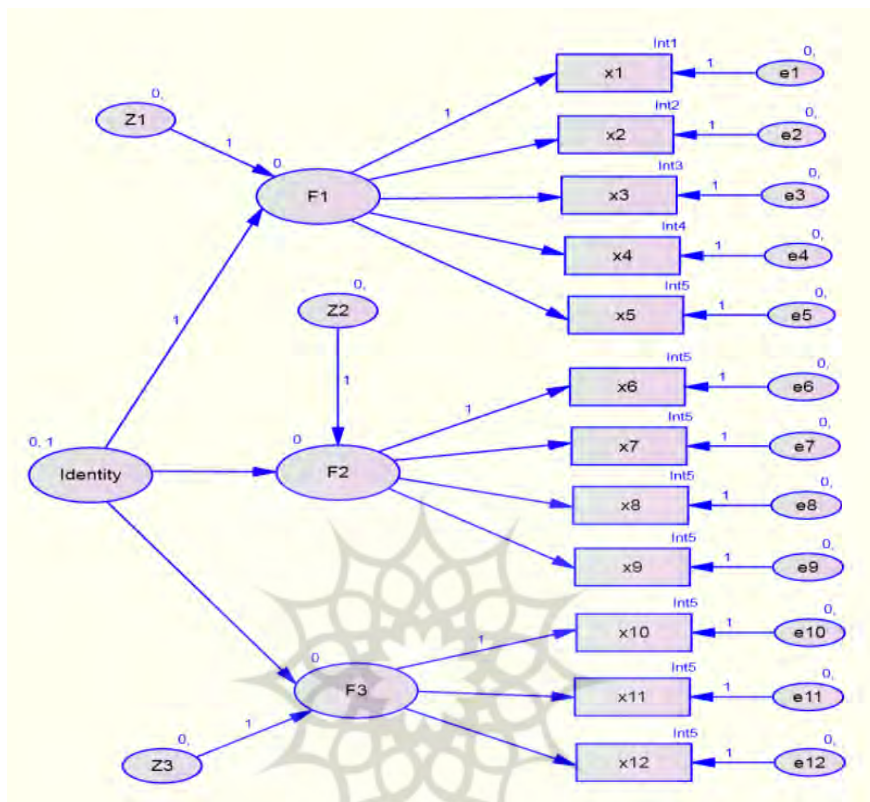 Int1
0,
x1
1
e1
0,
Z1
1
1
Int2
0,
x2
1
e2
0
F1
Int3
0,
x3
1
e3
Int4
0,
x4
1
e4
0,
Z2
Int5
0,
x5
1
e5
1
1
Int5
0,
x6
1
e6
1
0, 1
Identity
0
F2
Int5
0,
x7
1
e7
Int5
0,
x8
1
e8
Int5
0,
x9
1
e9
Int5
0,
x10
1
e10
1
0
F3
Int5
0,
x11
1
e11
0,
Z3
1
Int5
0,
x12
1
e12